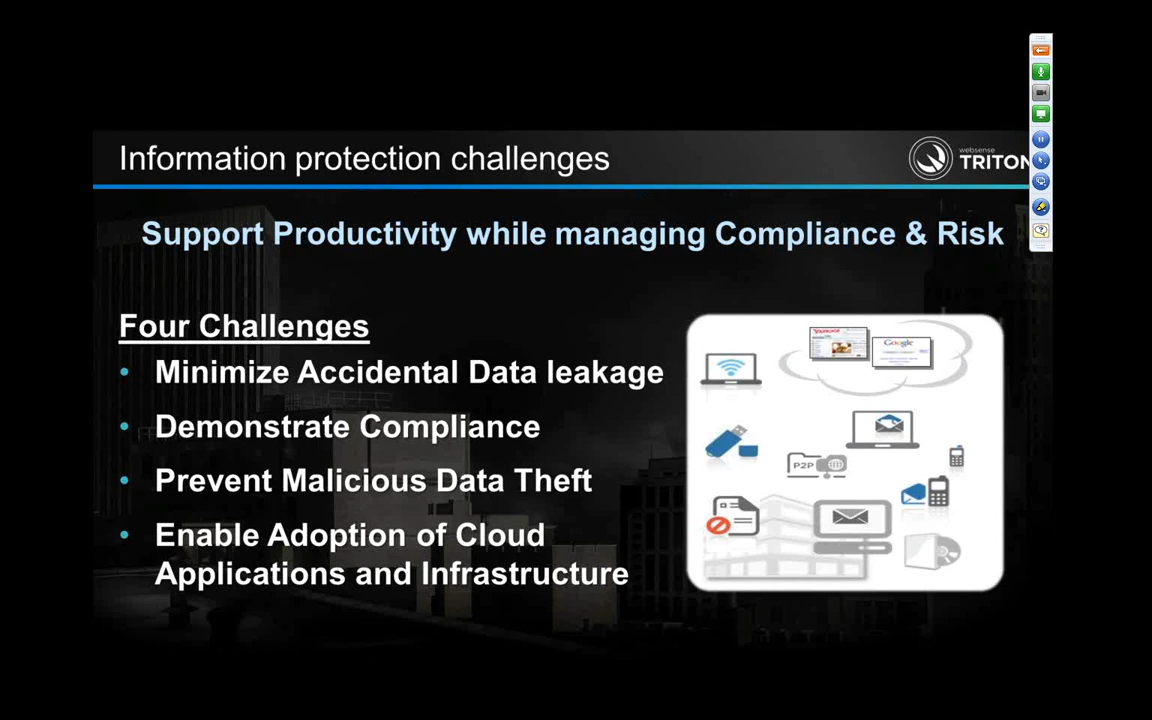 Information protection challenges
websense
TRITON
Support Productivity while managing Compliance & Risk
Four Challenges
• Minimize Accidental Data leakage
• Demonstrate Compliance
• Prevent Malicious Data Theft
• Enable Adoption of Cloud
Applications and Infrastructure
YAHOO!
Google
P2P